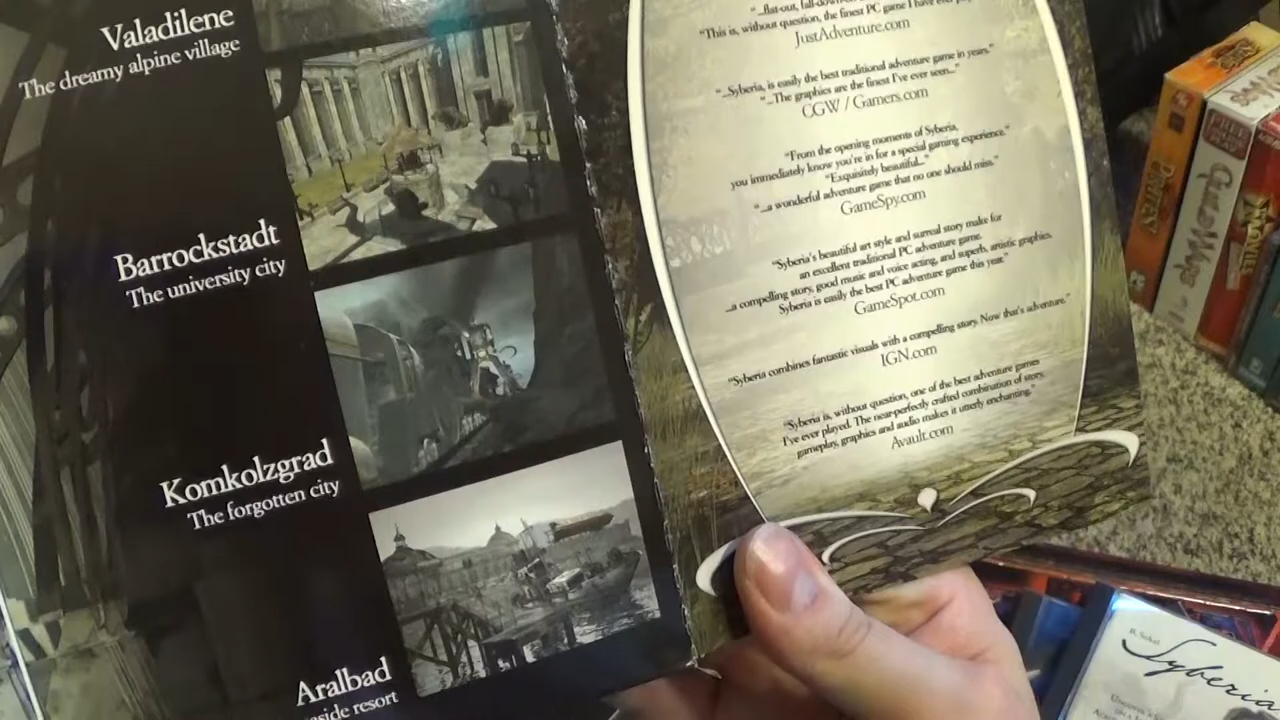 Valadilene
The dreamy alpine village
Barrockstadt
The university city
Komkolzgrad
The forgotten city
Aralbad
resort
"...flat-out,
"This is, without question, the finest PC game I have ever
JustAdventure.com
"...Syberia, is easily the best traditional adventure game in years."
"...The graphics are the finest I've ever seen..."
CGW / Gamers.com
"From the opening moments of Syberia,
you immediately know you're in for a special gaming experience."
"Exquisitely beautiful..."
"...a wonderful adventure game that no one should miss."
GameSpy.com
"Syberia's beautiful art style and surreal story make for
an excellent traditional PC adventure game.
...a compelling story, good music and voice acting, and superb, artistic graphics,
Syberia is easily the best PC adventure game this year."
GameSpot.com
"Syberia combines fantastic visuals with a compelling story. Now that's adventure."
IGN.com
"Syberia is, without question, one of the best adventure games
I've ever played. The near-perfectly crafted combination of story,
gameplay, graphics and audio makes it utterly enchanting."
Avault.com
B. Sokal
Syberia